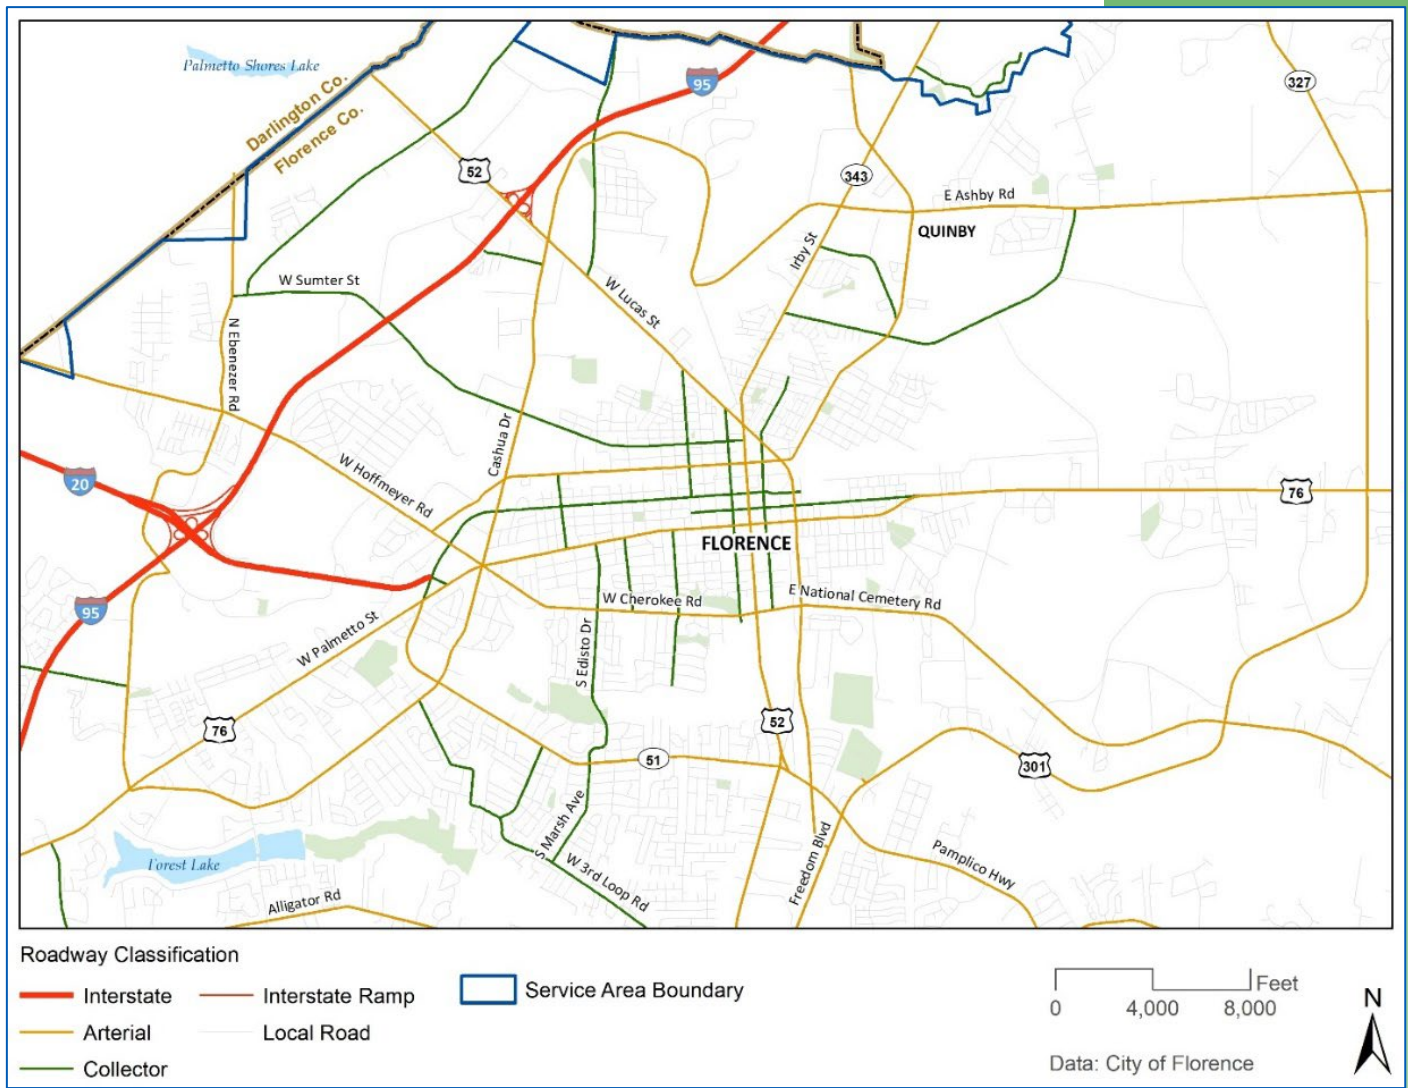 Palmetto Shores Lake
Darlington Co.
Florence Co.
95
327
52
343
E Ashby Rd
QUINBY
Irby St
W Sumter St
W Lucas St
N Ebenezer Rd
Cashua Dr
W Hoffmeyer Rd
20
76
FLORENCE
95
W Cherokee Rd
E National Cemetery Rd
W Palmetto St
S Edisto Dr
76
52
51
301
S Marsh Ave
Freedom Blvd
Pamplico Hwy
Forest Lake
W 3rd Loop Rd
Alligator Rd
Roadway Classification
Interstate
Interstate Ramp
Service Area Boundary
Arterial
Local Road
Collector
Feet
0 4,000 8,000
N
Data: City of Florence